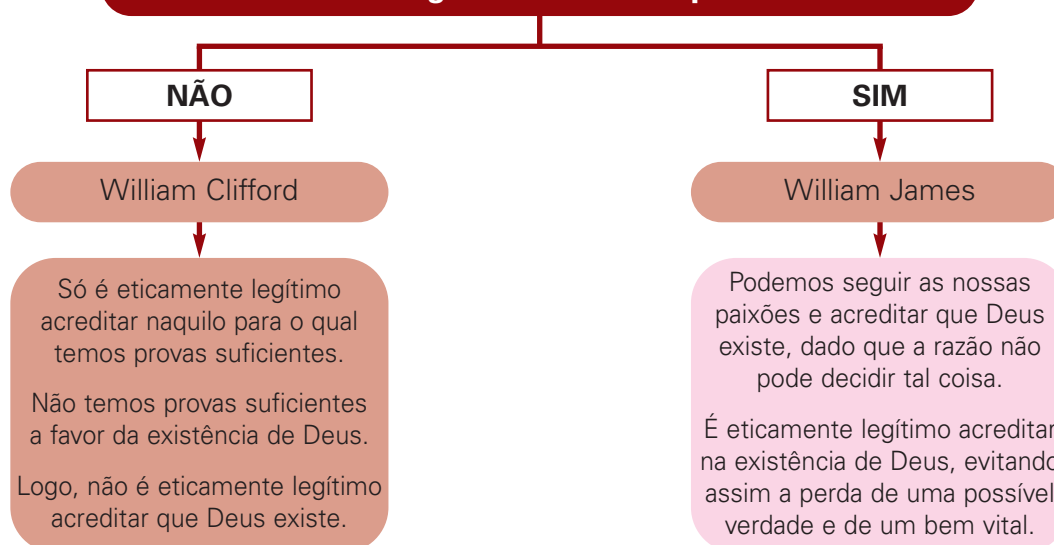 NÃO
SIM
William Clifford
William James
Só é eticamente legítimo
acreditar naquilo para o qual
temos provas suficientes.
Não temos provas suficientes
a favor da existência de Deus.
Logo, não é eticamente legítimo
acreditar que Deus existe.
Podemos seguir as nossas
paixões e acreditar que Deus
existe, dado que a razão não
pode decidir tal coisa.
É eticamente legítimo acreditar
na existência de Deus, evitando
assim a perda de uma possível
verdade e de um bem vital.